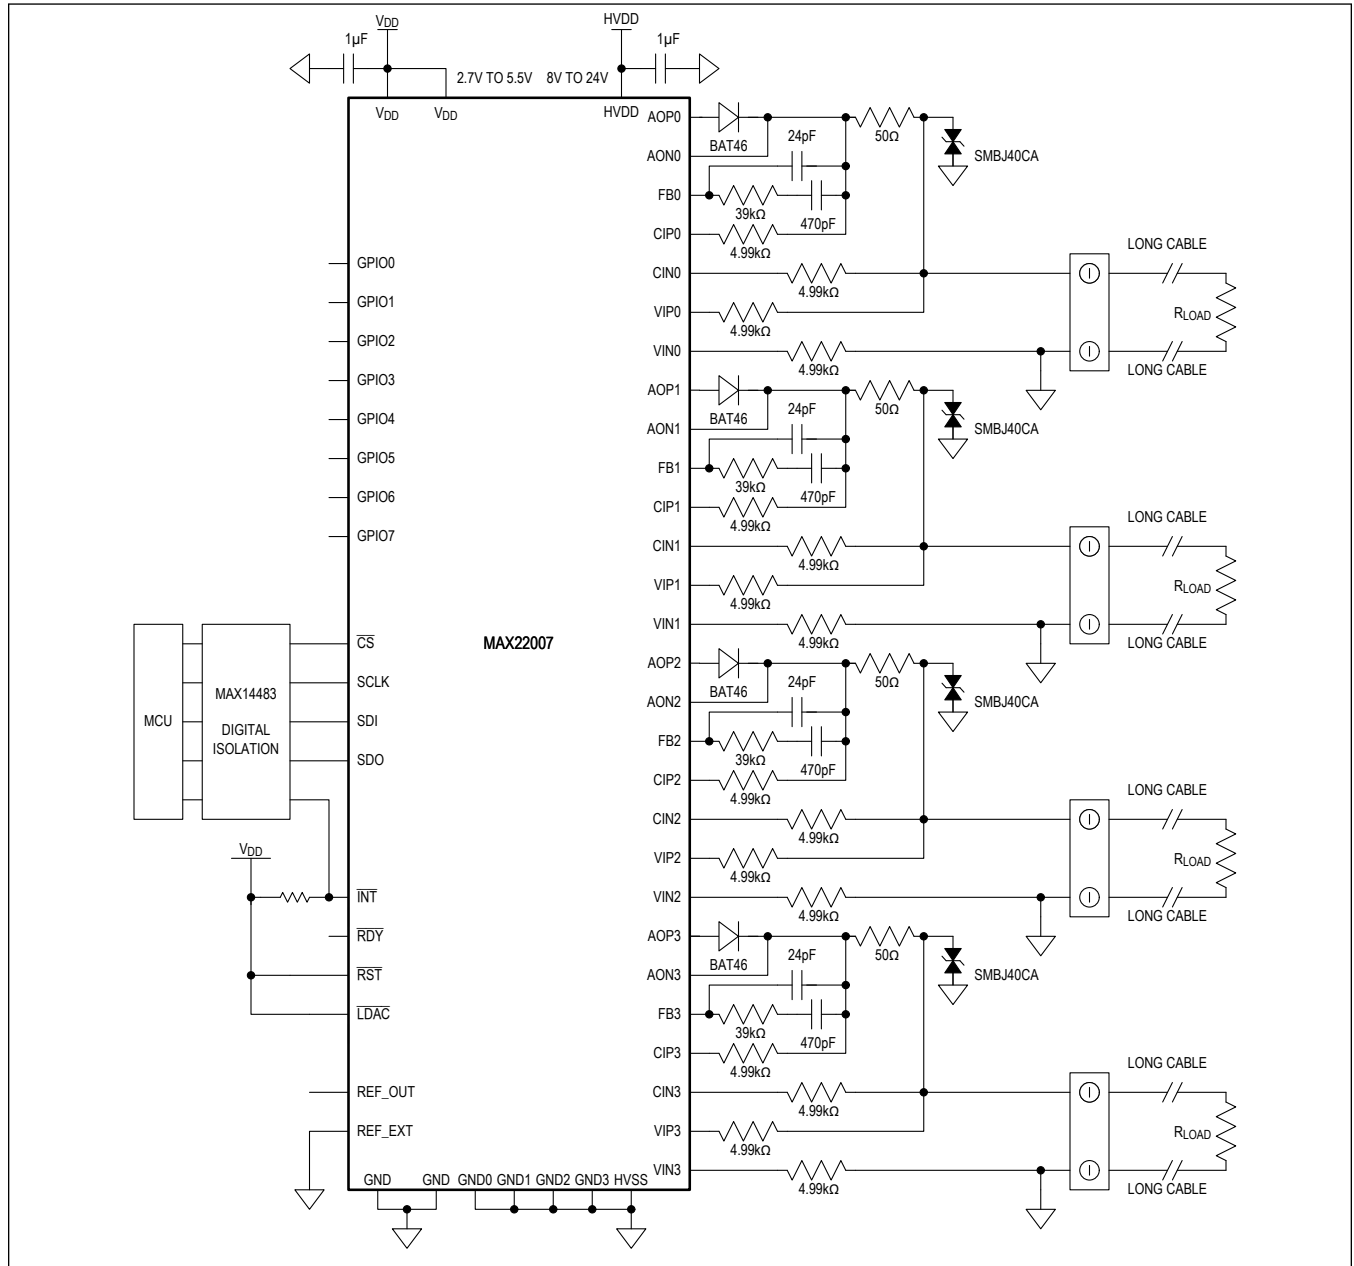 VDD
HVDD
1µF
1µF
2.7V TO 5.5V
8V TO 24V
VDD
VDD
HVDD
AOP0
BAT46
24pF
50Ω
SMBJ40CA
AON0
FB0
39kΩ
470pF
CIP0
4.99kΩ
LONG CABLE
GPIO0
CIN0
4.99kΩ
GPIO1
VIP0
4.99kΩ
RLOAD
GPIO2
VIN0
4.99kΩ
LONG CABLE
GPIO3
AOP1
BAT46
24pF
50Ω
SMBJ40CA
GPIO4
AON1
GPIO5
FB1
39kΩ
470pF
GPIO6
CIP1
4.99kΩ
LONG CABLE
GPIO7
CIN1
4.99kΩ
VIP1
4.99kΩ
RLOAD
VIN1
4.99kΩ
LONG CABLE
CS
MAX22007
AOP2
BAT46
24pF
50Ω
SMBJ40CA
SCLK
MAX14483
DIGITAL
ISOLATION
MCU
AON2
SDI
FB2
39kΩ
470pF
SDO
CIP2
4.99kΩ
LONG CABLE
CIN2
4.99kΩ
VDD
VIP2
4.99kΩ
RLOAD
INT
VIN2
4.99kΩ
LONG CABLE
RDY
AOP3
BAT46
24pF
50Ω
SMBJ40CA
RST
AON3
LDAC
FB3
39kΩ
470pF
CIP3
4.99kΩ
LONG CABLE
REF_OUT
CIN3
4.99kΩ
REF_EXT
VIP3
4.99kΩ
RLOAD
VIN3
4.99kΩ
LONG CABLE
GND
GND
GND0
GND1
GND2
GND3
HVSS